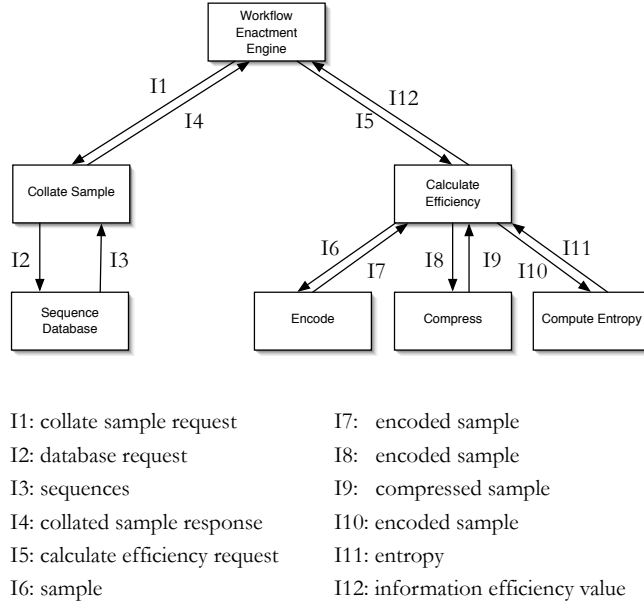 Workflow
Enactment
Engine
I1
I4
I12
I5
Collate Sample
Calculate
Efficiency
I2
I3
I6
I7
I8
I9
I11
I10
Sequence
Database
Encode
Compress
Compute Entropy
I1: collate sample request
I2: database request
I3: sequences
I4: collated sample response
I5: calculate efficiency request
I6: sample
I7: encoded sample
I8: encoded sample
I9: compressed sample
I10: encoded sample
I11: entropy
I12: information efficiency value